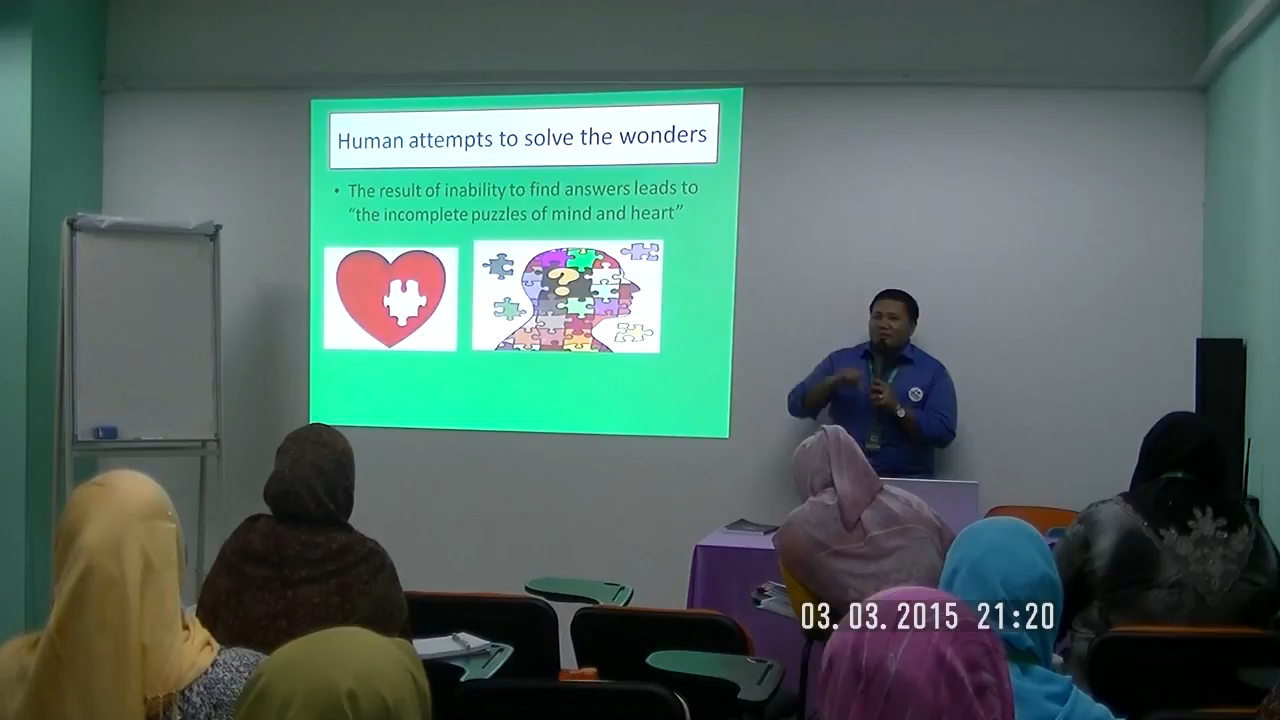 Human attempts to solve the wonders
• The result of inability to find answers leads to
“the incomplete puzzles of mind and heart”
03.03.2015 21:20